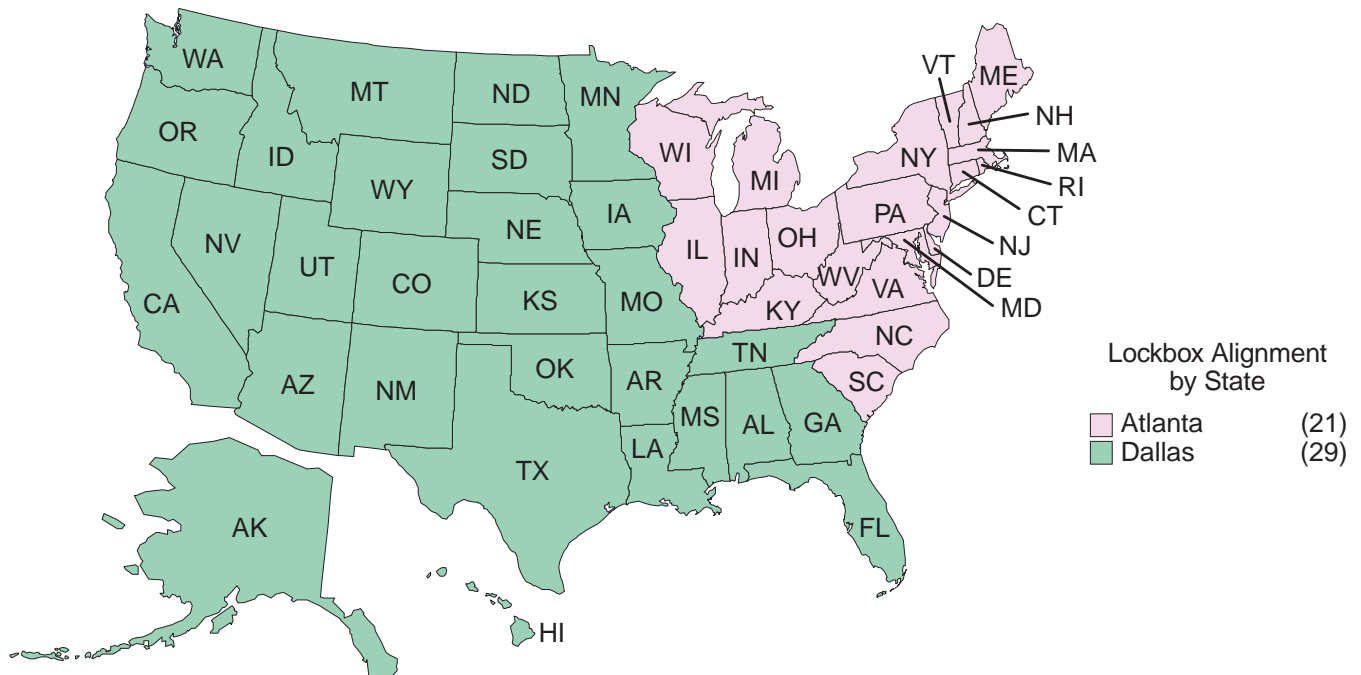 WA
MT
ND
MN
VT
ME
OR
ID
SD
WI
NH
WY
MI
NY
MA
RI
CT
NV
NE
IA
PA
NJ
UT
CO
IL
IN
OH
DE
MD
CA
KS
MO
WV
VA
KY
AZ
NM
OK
AR
TN
NC
SC
TX
LA
MS
AL
GA
AK
FL
HI
Lockbox Alignment
by State
Atlanta (21)
Dallas (29)